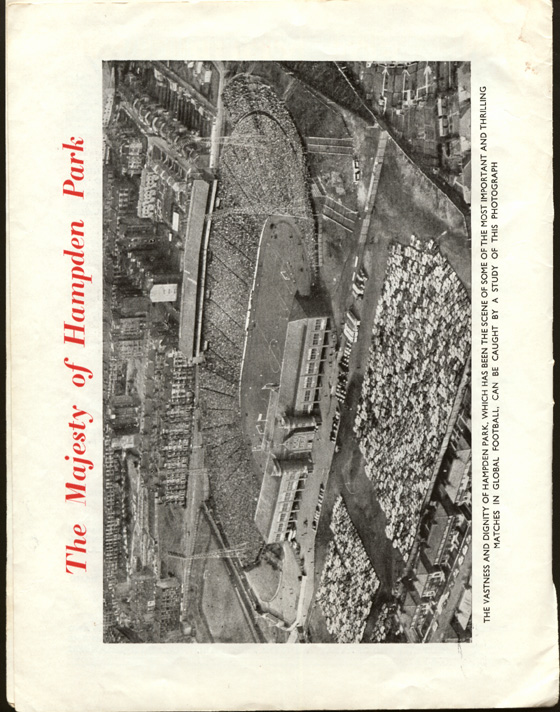 The Majesty of Hampden Park
THE VASTNESS AND DIGNITY OF HAMPDEN PARK, WHICH HAS BEEN THE SCENE OF SOME OF THE MOST IMPORTANT AND THRILLING
MATCHES IN GLOBAL FOOTBALL, CAN BE CAUGHT BY A STUDY OF THIS PHOTOGRAPH